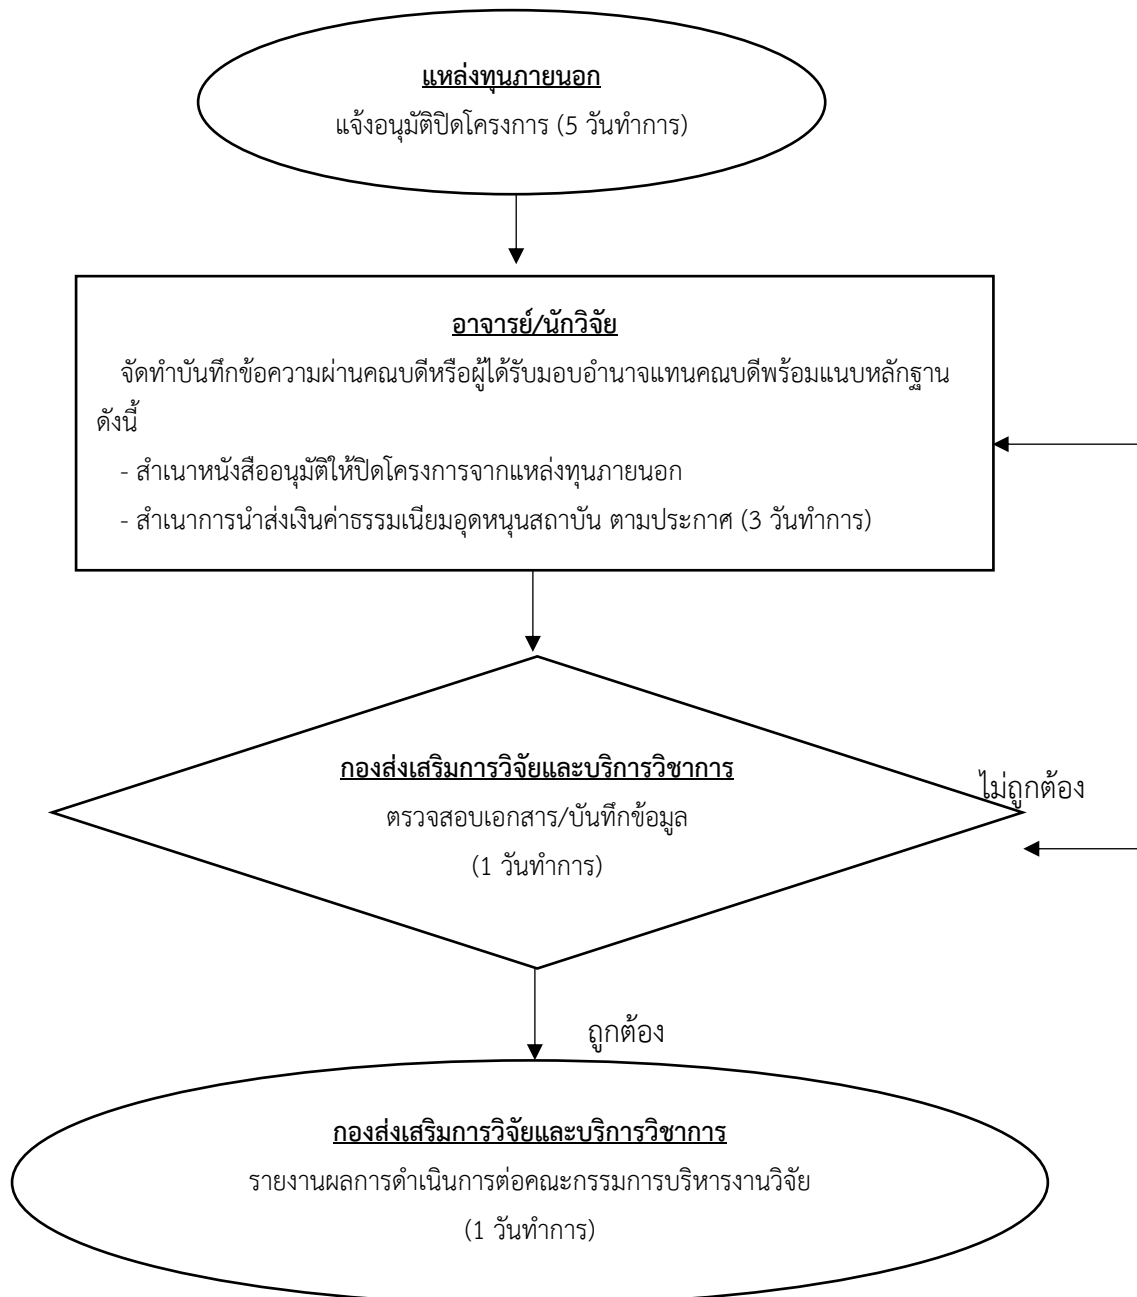 แหล่งทุนภายนอก
แจ้งอนุมัติปิดโครงการ (5 วันทำการ)
อาจารย์/นักวิจัย
จัดทำบันทึกข้อความผ่านคณบดีหรือผู้ได้รับมอบอำนาจแทนคณบดีพร้อมแนบหลักฐาน
ดังนี้
- สำเนาหนังสืออนุมัติให้ปิดโครงการจากแหล่งทุนภายนอก
- สำเนาการนำส่งเงินค่าธรรมเนียมอุดหนุนสถาบัน ตามประกาศ (3 วันทำการ)
กองส่งเสริมการวิจัยและบริการวิชาการ
ตรวจสอบเอกสาร/บันทึกข้อมูล
(1 วันทำการ)
ไม่ถูกต้อง
ถูกต้อง
กองส่งเสริมการวิจัยและบริการวิชาการ
รายงานผลการดำเนินการต่อคณะกรรมการบริหารงานวิจัย
(1 วันทำการ)